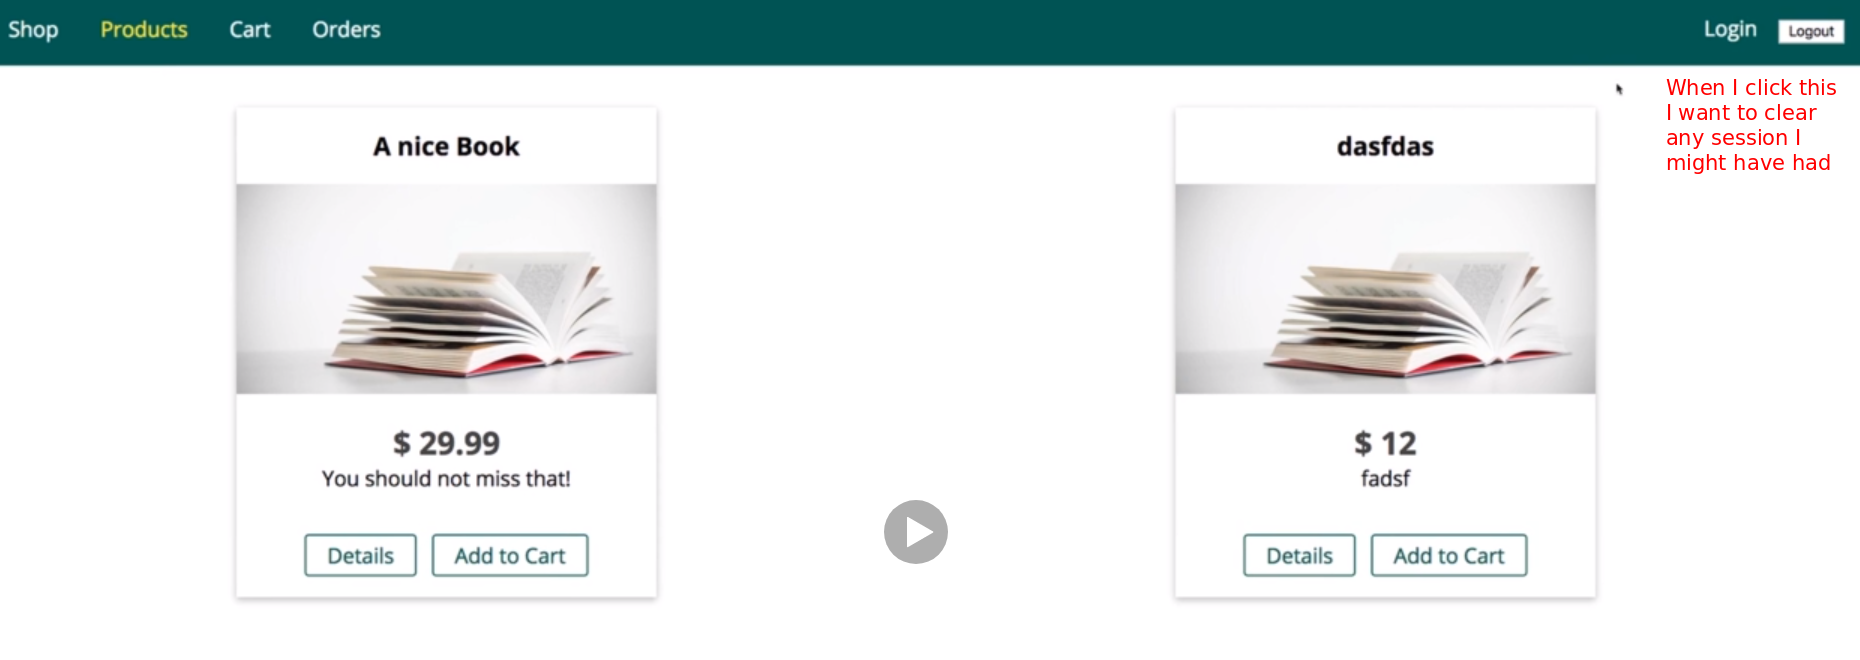 Shop Products Cart Orders Login Logout
When I click this
I want to clear
any session I
might have had
A nice Book
$ 29.99
You should not miss that!
Details Add to Cart
dasfdas
$ 12
fadsf
Details Add to Cart